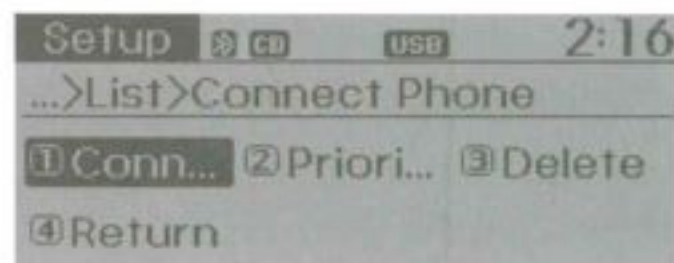 Setup CD USB 2:16
...>List>Connect Phone
①Conn... ②Priori... ③Delete
④Return